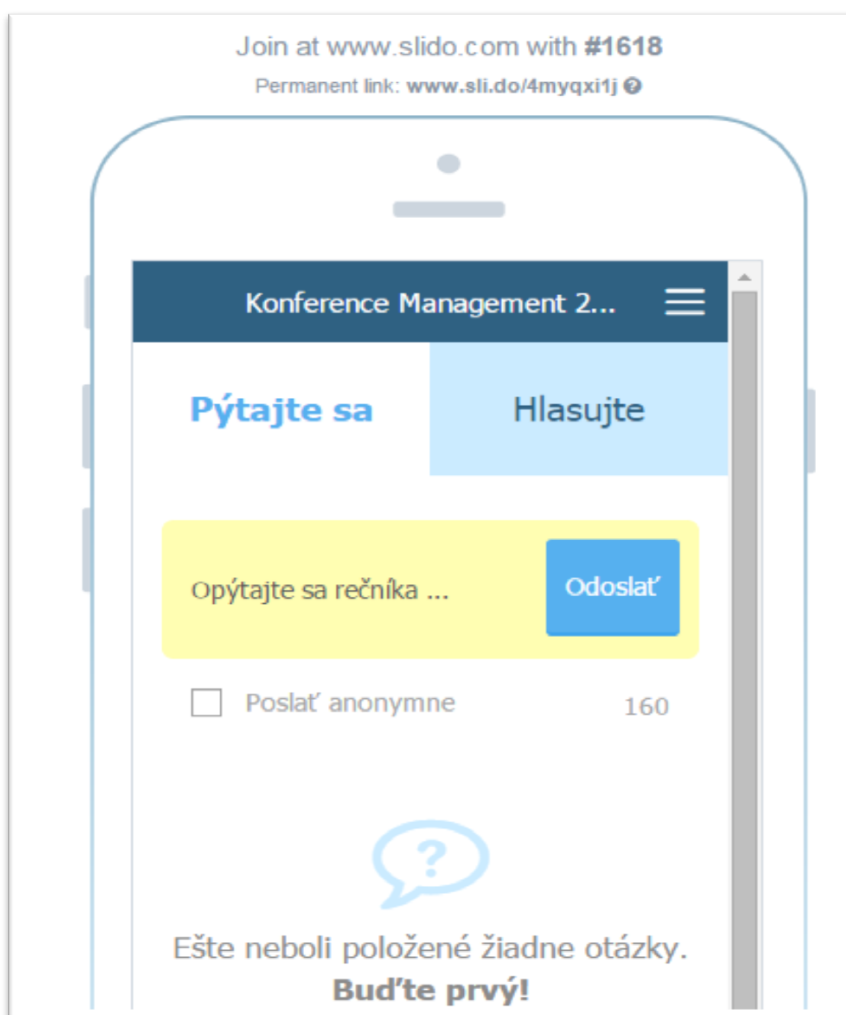 Join at www.slido.com with #1618
Permanent link: www.sli.do/4myqxi1j
Konference Management 2...
Pýtajte sa
Hlasujte
Opýtajte sa rečníka ...
Odoslať
Poslať anonymne
160
Ešte neboli položené žiadne otázky.
Buďte prvý!